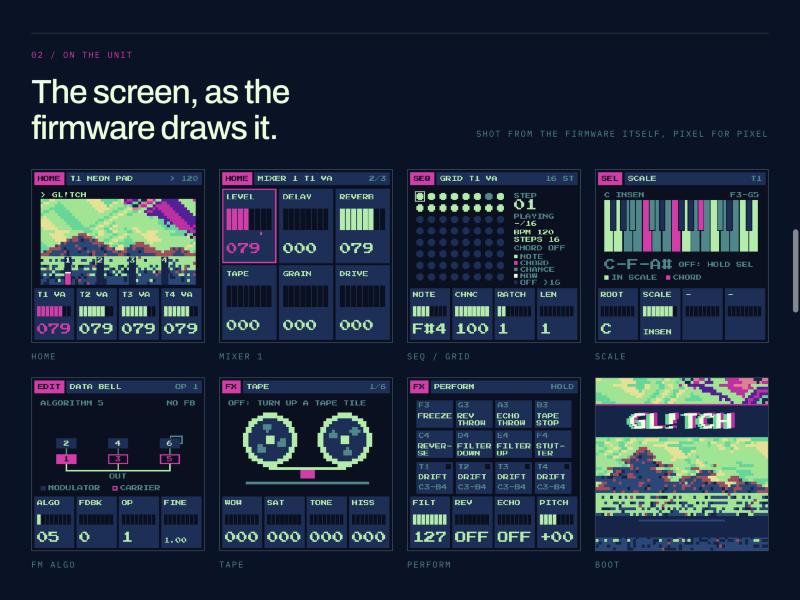 02 / ON THE UNIT
The screen, as the
firmware draws it.
SHOT FROM THE FIRMWARE ITSELF, PIXEL FOR PIXEL
HOME T1 NEON PAD > 120
> GL!TCH
1 2 3 4
T1 VA T2 VA T3 VA T4 VA
079 079 079 079
HOME
HOME MIXER 1 T1 VA 2/3
LEVEL DELAY REVERB
079 000 079
TAPE GRAIN DRIVE
000 000 000
MIXER 1
SEQ GRID T1 VA 16 ST
STEP
01
PLAYING
-/16
BPM 120
STEPS 16
CHORD OFF
NOTE
CHORD
CHANCE
NOW
OFF >16
NOTE CHNC RATCH LEN
F#4 100 1 1
SEQ / GRID
SEL SCALE T1
C INSEN F3-G5
C-F-A# OFF: HOLD SEL
IN SCALE CHORD
ROOT SCALE - -
C INSEN
SCALE
EDIT DATA BELL OP 1
ALGORITHM 5 NO FB
2 4 6
1 3 5
OUT
MODULATOR CARRIER
ALGO FDBK OP FINE
05 0 1 1.00
FM ALGO
FX TAPE 1/6
OFF: TURN UP A TAPE TILE
WOW SAT TONE HISS
000 000 000 000
TAPE
FX PERFORM HOLD
F3 G3 A3 B3
FREEZE REV THROW ECHO THROW TAPE STOP
C4 D4 E4 F4
REVER-SE FILTER DOWN FILTER UP STUT-TER
T1 T2 T3 T4
DRIFT DRIFT DRIFT DRIFT
C3-B4 C3-B4 C3-B4 C3-B4
FILT REV ECHO PITCH
127 OFF OFF +00
PERFORM
GL!TCH
BOOT